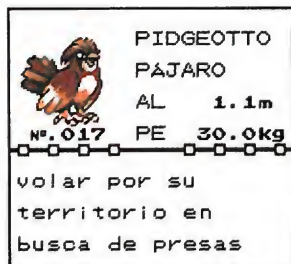 PIDGEOTTO
PAJARO
AL 1.1m
Nº.017 PE 30.0kg
volar por su
territorio en
busca de presas